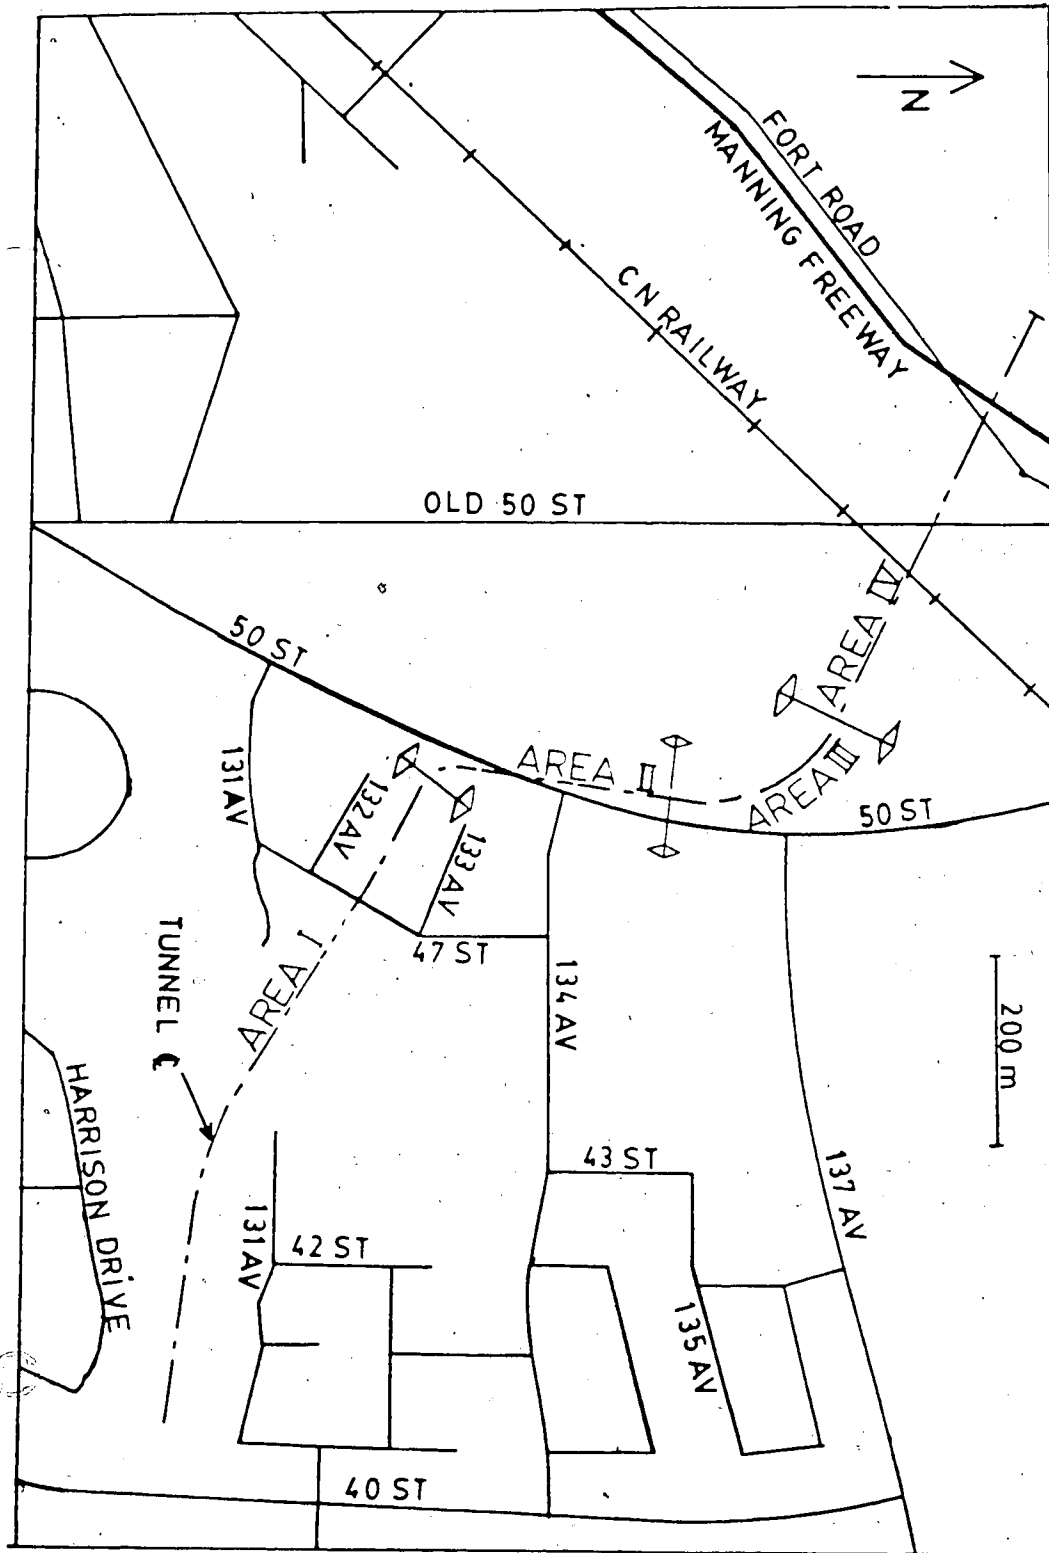 N
FORT ROAD
MANNING FREEWAY
CN RAILWAY
OLD 50 ST
AREA IV
50 ST
AREA II
AREA III
50 ST
131 AV
132 AV
133 AV
47 ST
AREA I
TUNNEL ℄
134 AV
200 m
HARRISON DRIVE
43 ST
137 AV
131 AV
42 ST
135 AV
40 ST